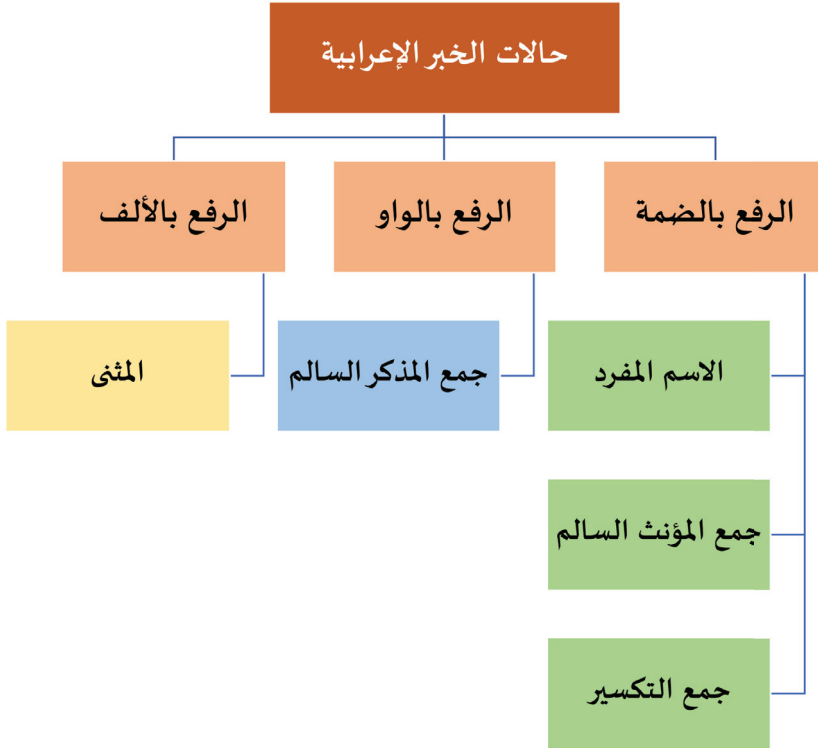 حالات الخبر الإعرابية
الرفع بالضمة
الرفع بالواو
الرفع بالألف
الاسم المفرد
جمع المذكر السالم
المثنى
جمع المؤنث السالم
جمع التكسير